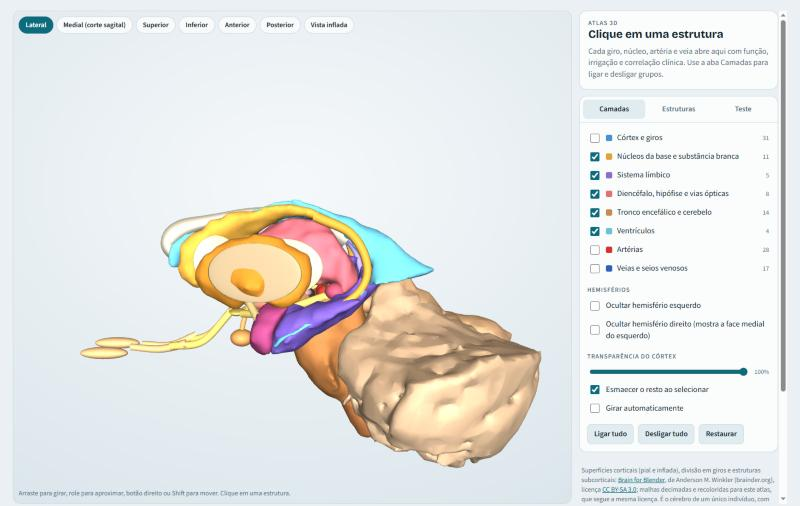 Lateral
Medial (corte sagital)
Superior
Inferior
Anterior
Posterior
Vista inflada
Arraste para girar, role para aproximar, botão direito ou Shift para mover. Clique em uma estrutura.
ATLAS 3D
Clique em uma estrutura
Cada giro, núcleo, artéria e veia abre aqui com função,
irrigação e correlação clínica. Use a aba Camadas para
ligar e desligar grupos.
Camadas
Estruturas
Teste
Córtex e giros 31
Núcleos da base e substância branca 11
Sistema límbico 5
Diencéfalo, hipófise e vias ópticas 8
Tronco encefálico e cerebelo 14
Ventrículos 4
Artérias 28
Veias e seios venosos 17
HEMISFÉRIOS
Ocultar hemisfério esquerdo
Ocultar hemisfério direito (mostra a face medial
do esquerdo)
TRANSPARÊNCIA DO CÓRTEX
100%
Esmaecer o resto ao selecionar
Girar automaticamente
Ligar tudo
Desligar tudo
Restaurar
Superfícies corticais (pial e inflada), divisão em giros e estruturas
subcorticais: Brain for Blender, de Anderson M. Winkler (brainder.org),
licença CC BY-SA 3.0; malhas decimadas e recoloridas para este atlas,
que segue a mesma licença. É o cérebro de um único indivíduo, com